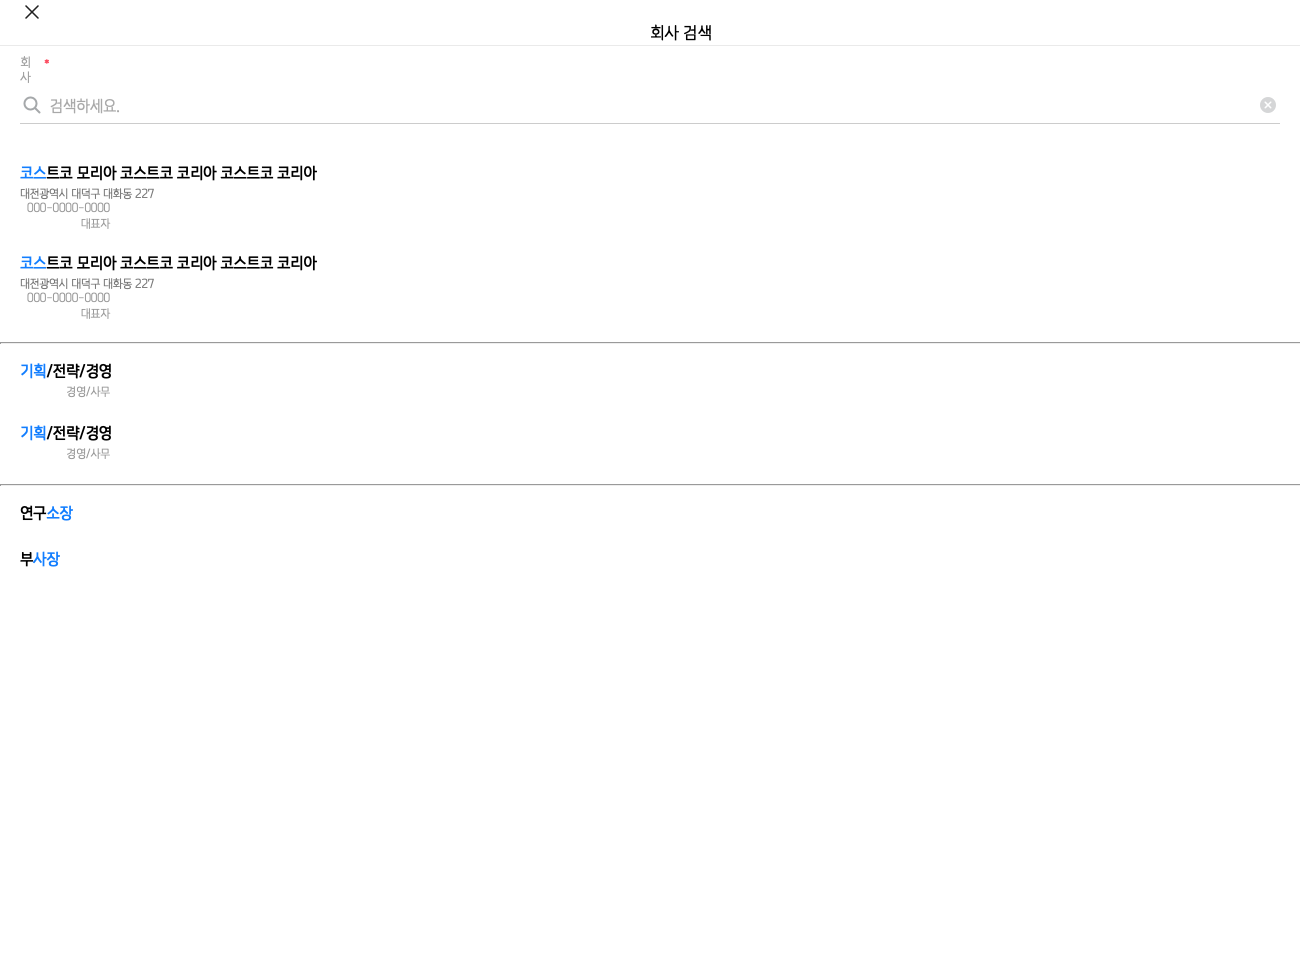 회사 검색
회 *
사
검색하세요.
코스트코 모리아 코스트코 코리아 코스트코 코리아
대전광역시 대덕구 대화동 227
000-0000-0000
대표자
코스트코 모리아 코스트코 코리아 코스트코 코리아
대전광역시 대덕구 대화동 227
000-0000-0000
대표자
기획/전략/경영
경영/사무
기획/전략/경영
경영/사무
연구소장
부사장